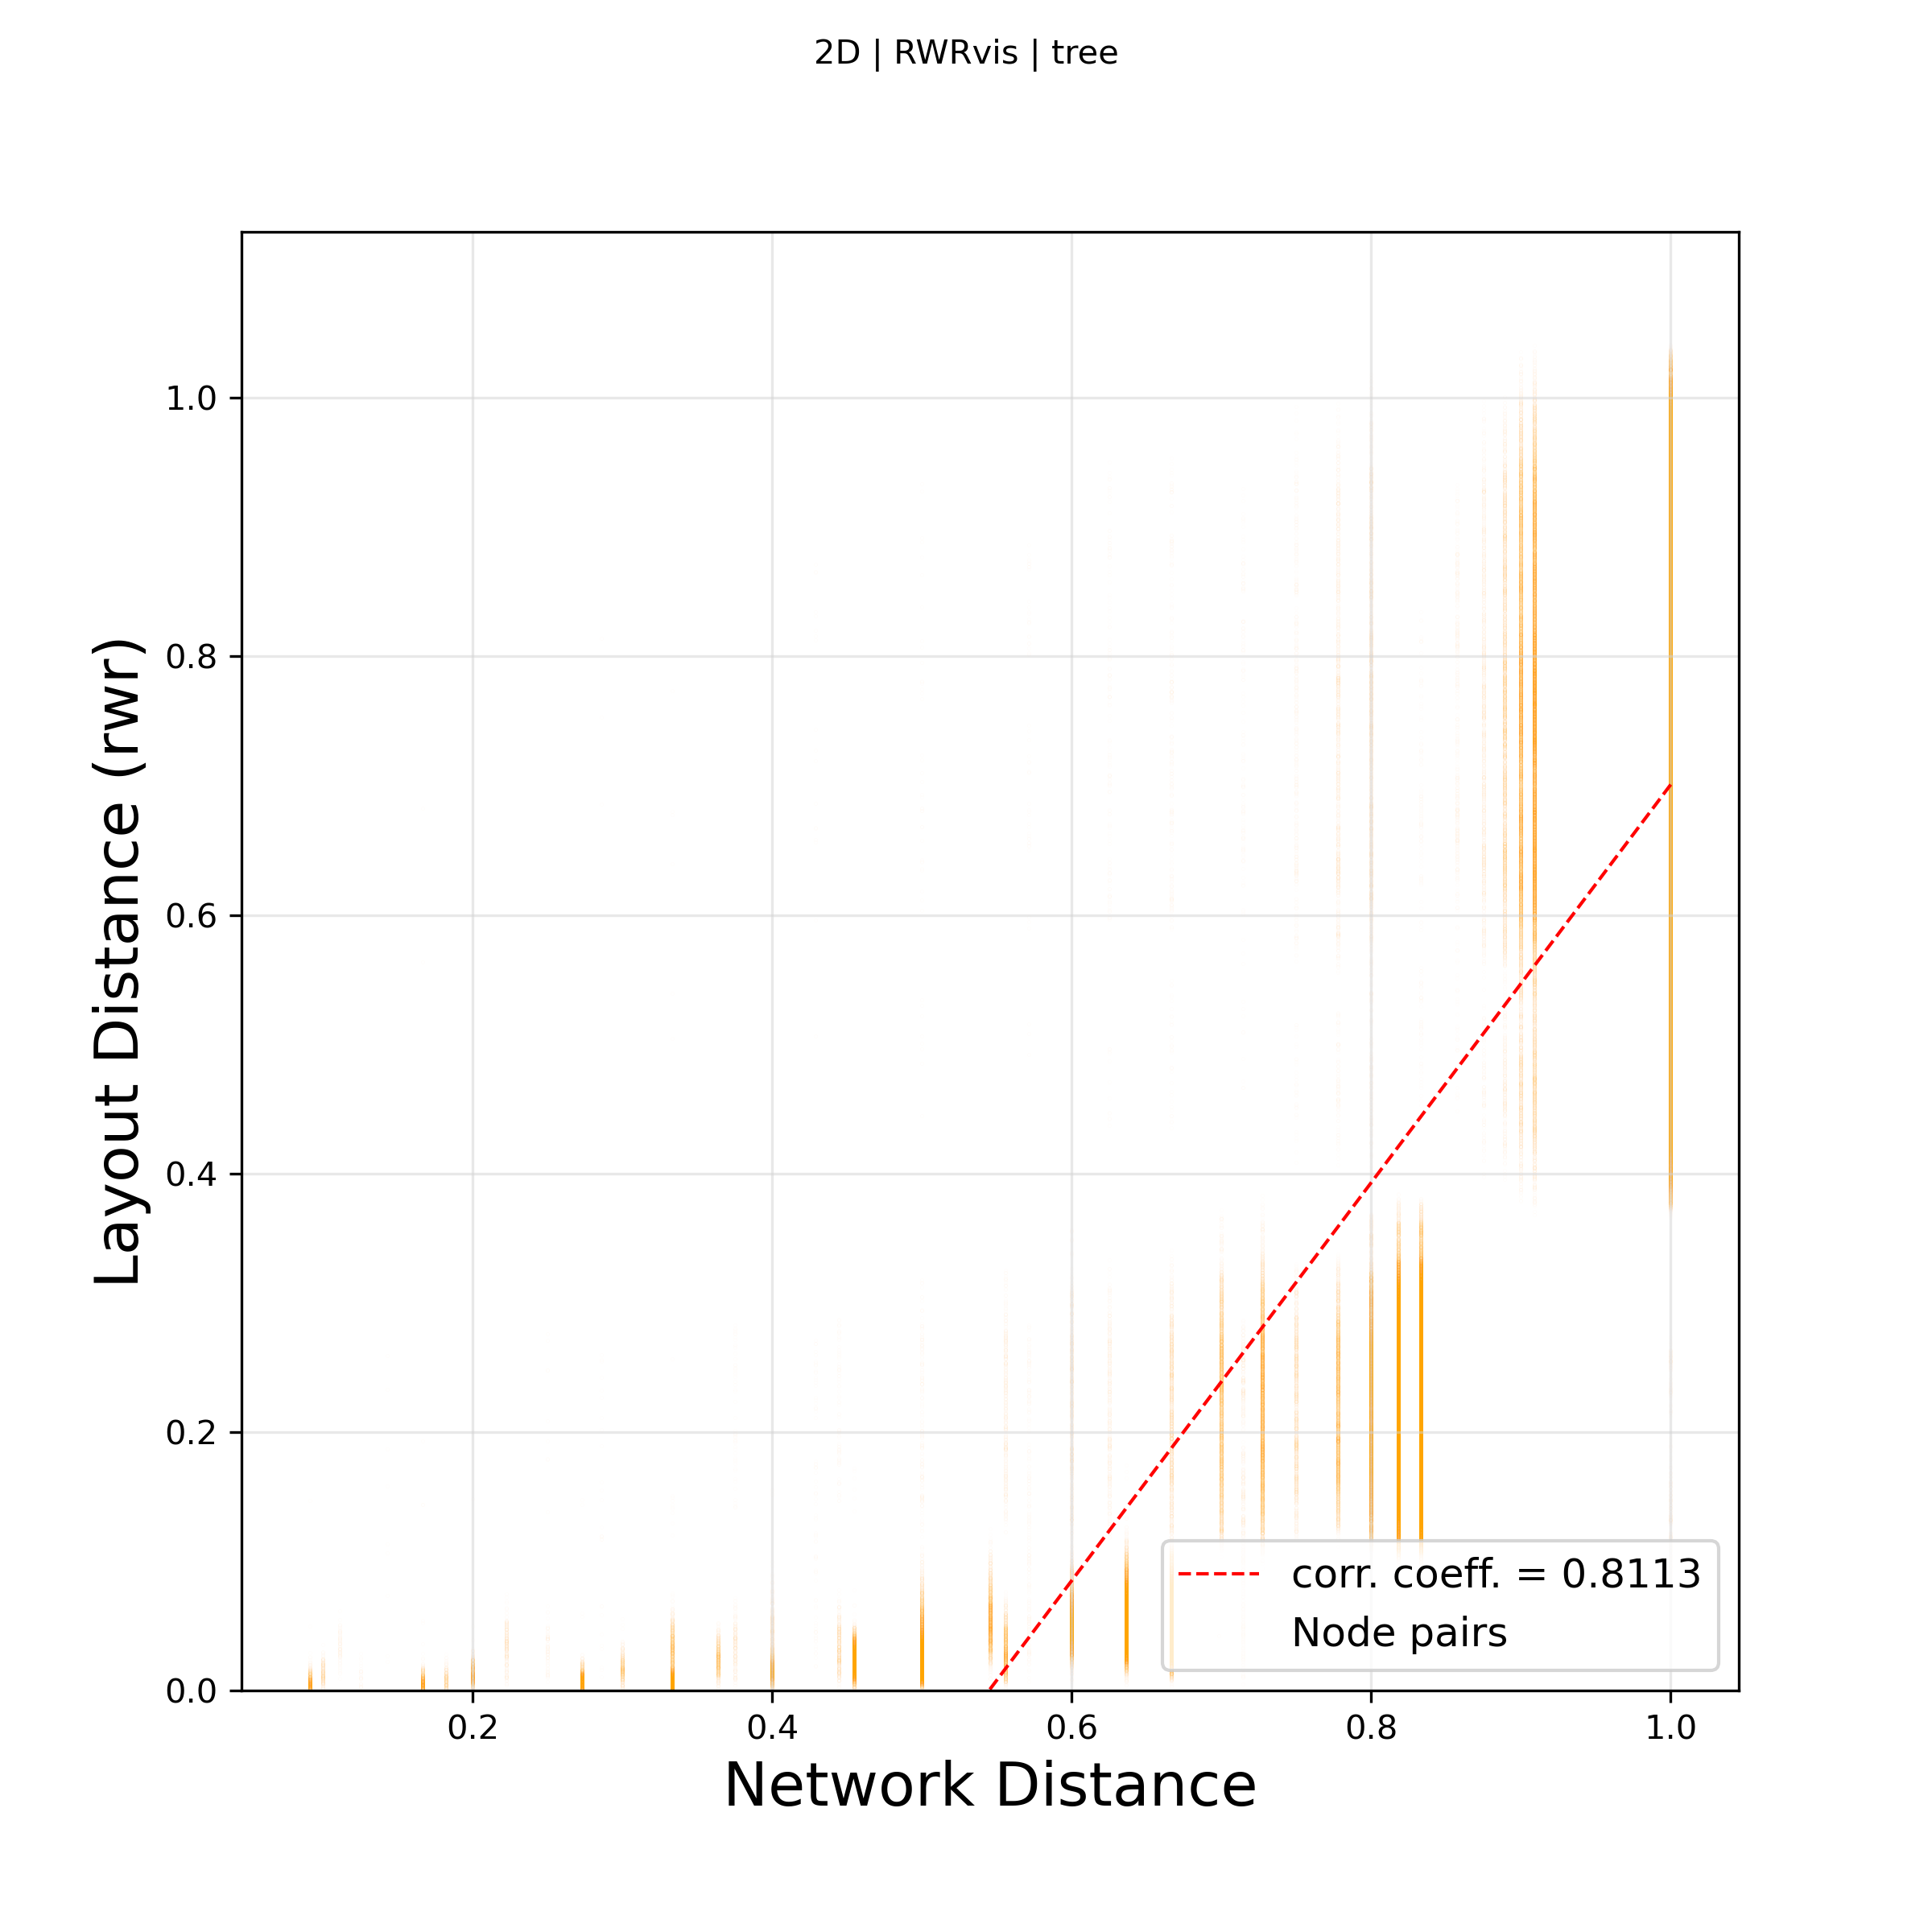 2D | RWRvis | tree
Layout Distance (rwr)
1.0
0.8
0.6
0.4
0.2
0.0
corr. coeff. = 0.8113
Node pairs
0.2 0.4 0.6 0.8 1.0
Network Distance